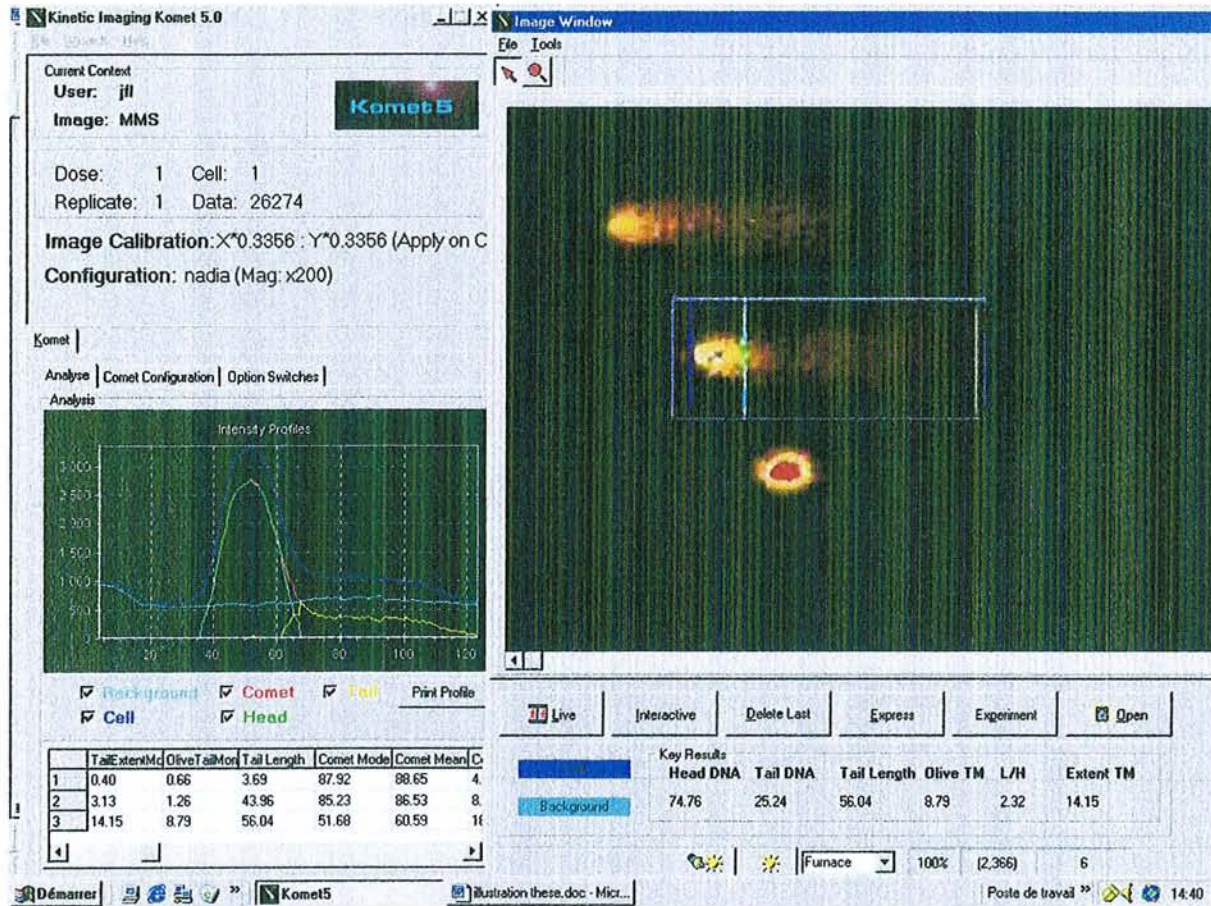 Kinetic Imaging Komet 5.0
Current Context
User: jfl
Image: MMS
Komet5
Dose: 1 Cell: 1
Replicate: 1 Data: 26274
Image Calibration: X*0.3356 : Y*0.3356 (Apply on C
Configuration: nadia (Mag: x200)
Komet
Analyse Comet Configuration Option Switches
Analysis
Intensity Profiles
3 000
2 500
2 000
1 500
1 000
500
0
20 40 60 80 100 120
Background Comet Tail Print Profile
Cell Head
TailExtentMo OliveTailMon Tail Length Comet Mode Comet Mean Co
1 0.40 0.66 3.69 87.92 88.65 4.
2 3.13 1.26 43.96 85.23 86.53 8.
3 14.15 8.79 56.04 51.68 60.59 18
Image Window
File Tools
Live Interactive Delete Last Express Experiment Open
Key Results
Head DNA Tail DNA Tail Length Olive TM L/H Extent TM
Background 74.76 25.24 56.04 8.79 2.32 14.15
Furnace 100% (2,366) 6
Démarrer » Komet5 illustration these.doc - Micr... Poste de travail » 14:40